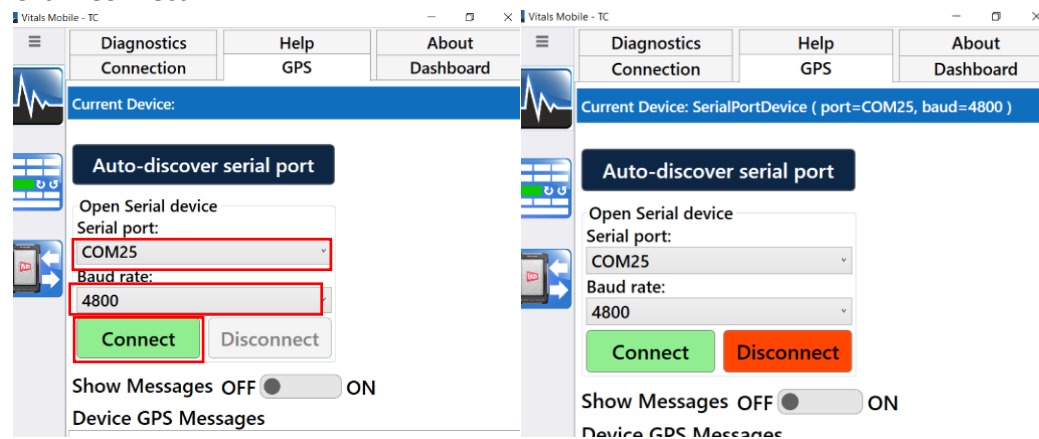 Vitals Mobile - TC
Diagnostics Help About
Connection GPS Dashboard
Current Device:
Auto-discover serial port
Open Serial device
Serial port:
COM25
Baud rate:
4800
Connect Disconnect
Show Messages OFF ON
Device GPS Messages
Vitals Mobile - TC
Diagnostics Help About
Connection GPS Dashboard
Current Device: SerialPortDevice ( port=COM25, baud=4800 )
Auto-discover serial port
Open Serial device
Serial port:
COM25
Baud rate:
4800
Connect Disconnect
Show Messages OFF ON
Device GPS Messages